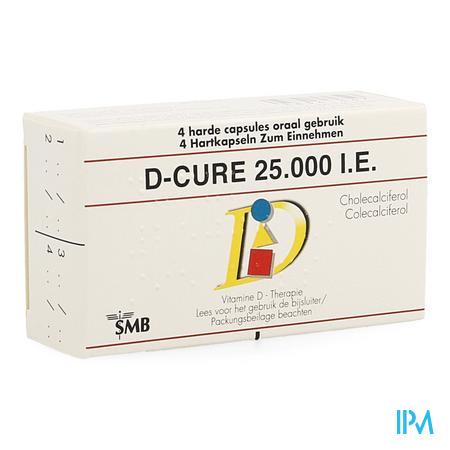 4 harde capsules oraal gebruik
4 Hartkapseln Zum Einnehmen
D-CURE 25.000 I.E.
Cholecalciferol
Colecalciferol
D
Vitamine D - Therapie
Lees voor het gebruik de bijsluiter/
Packungsbeilage beachten
SMB
1 : .. / ..
2 : .. / ..
3 : .. / ..
4 : .. / ..
IPM